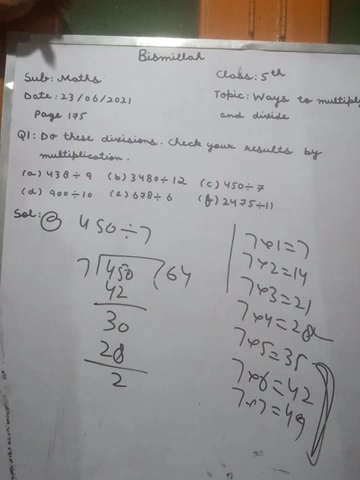 Bismillah
Sub: Maths
Class: 5th
Date: 23/06/2021
Topic: Ways to multiply
Page 175
and divide
Q1: Do these divisions. Check your results by
multiplication.
(a) 438 ÷ 9 (b) 3480 ÷ 12 (c) 450 ÷ 7
(d) 900 ÷ 10 (e) 678 ÷ 6 (f) 2475 ÷ 11
Sol: (c) 450 ÷ 7
7 ) 450 ( 64
42
30
28
2
7×1=7
7×2=14
7×3=21
7×4=28
7×5=35
7×6=42
7×7=49